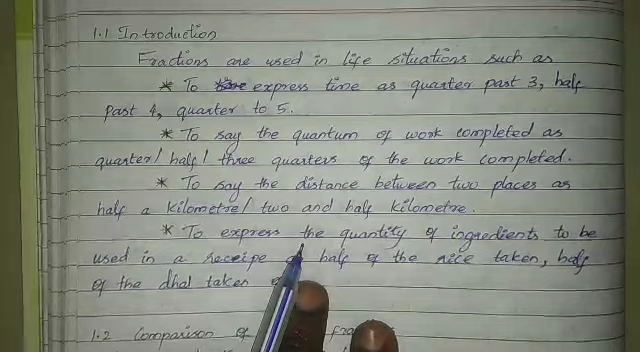 1.1 Introduction
Fractions are used in life situations such as
* To express time as quarter past 3, half
past 4, quarter to 5.
* To say the quantum of work completed as
quarter/ half/ three quarters of the work completed.
* To say the distance between two places as
half a kilometre/ two and half kilometre.
* To express the quantity of ingredients to be
used in a receipe half of the rice taken, half
of the dhal taken
1.2 Comparison of